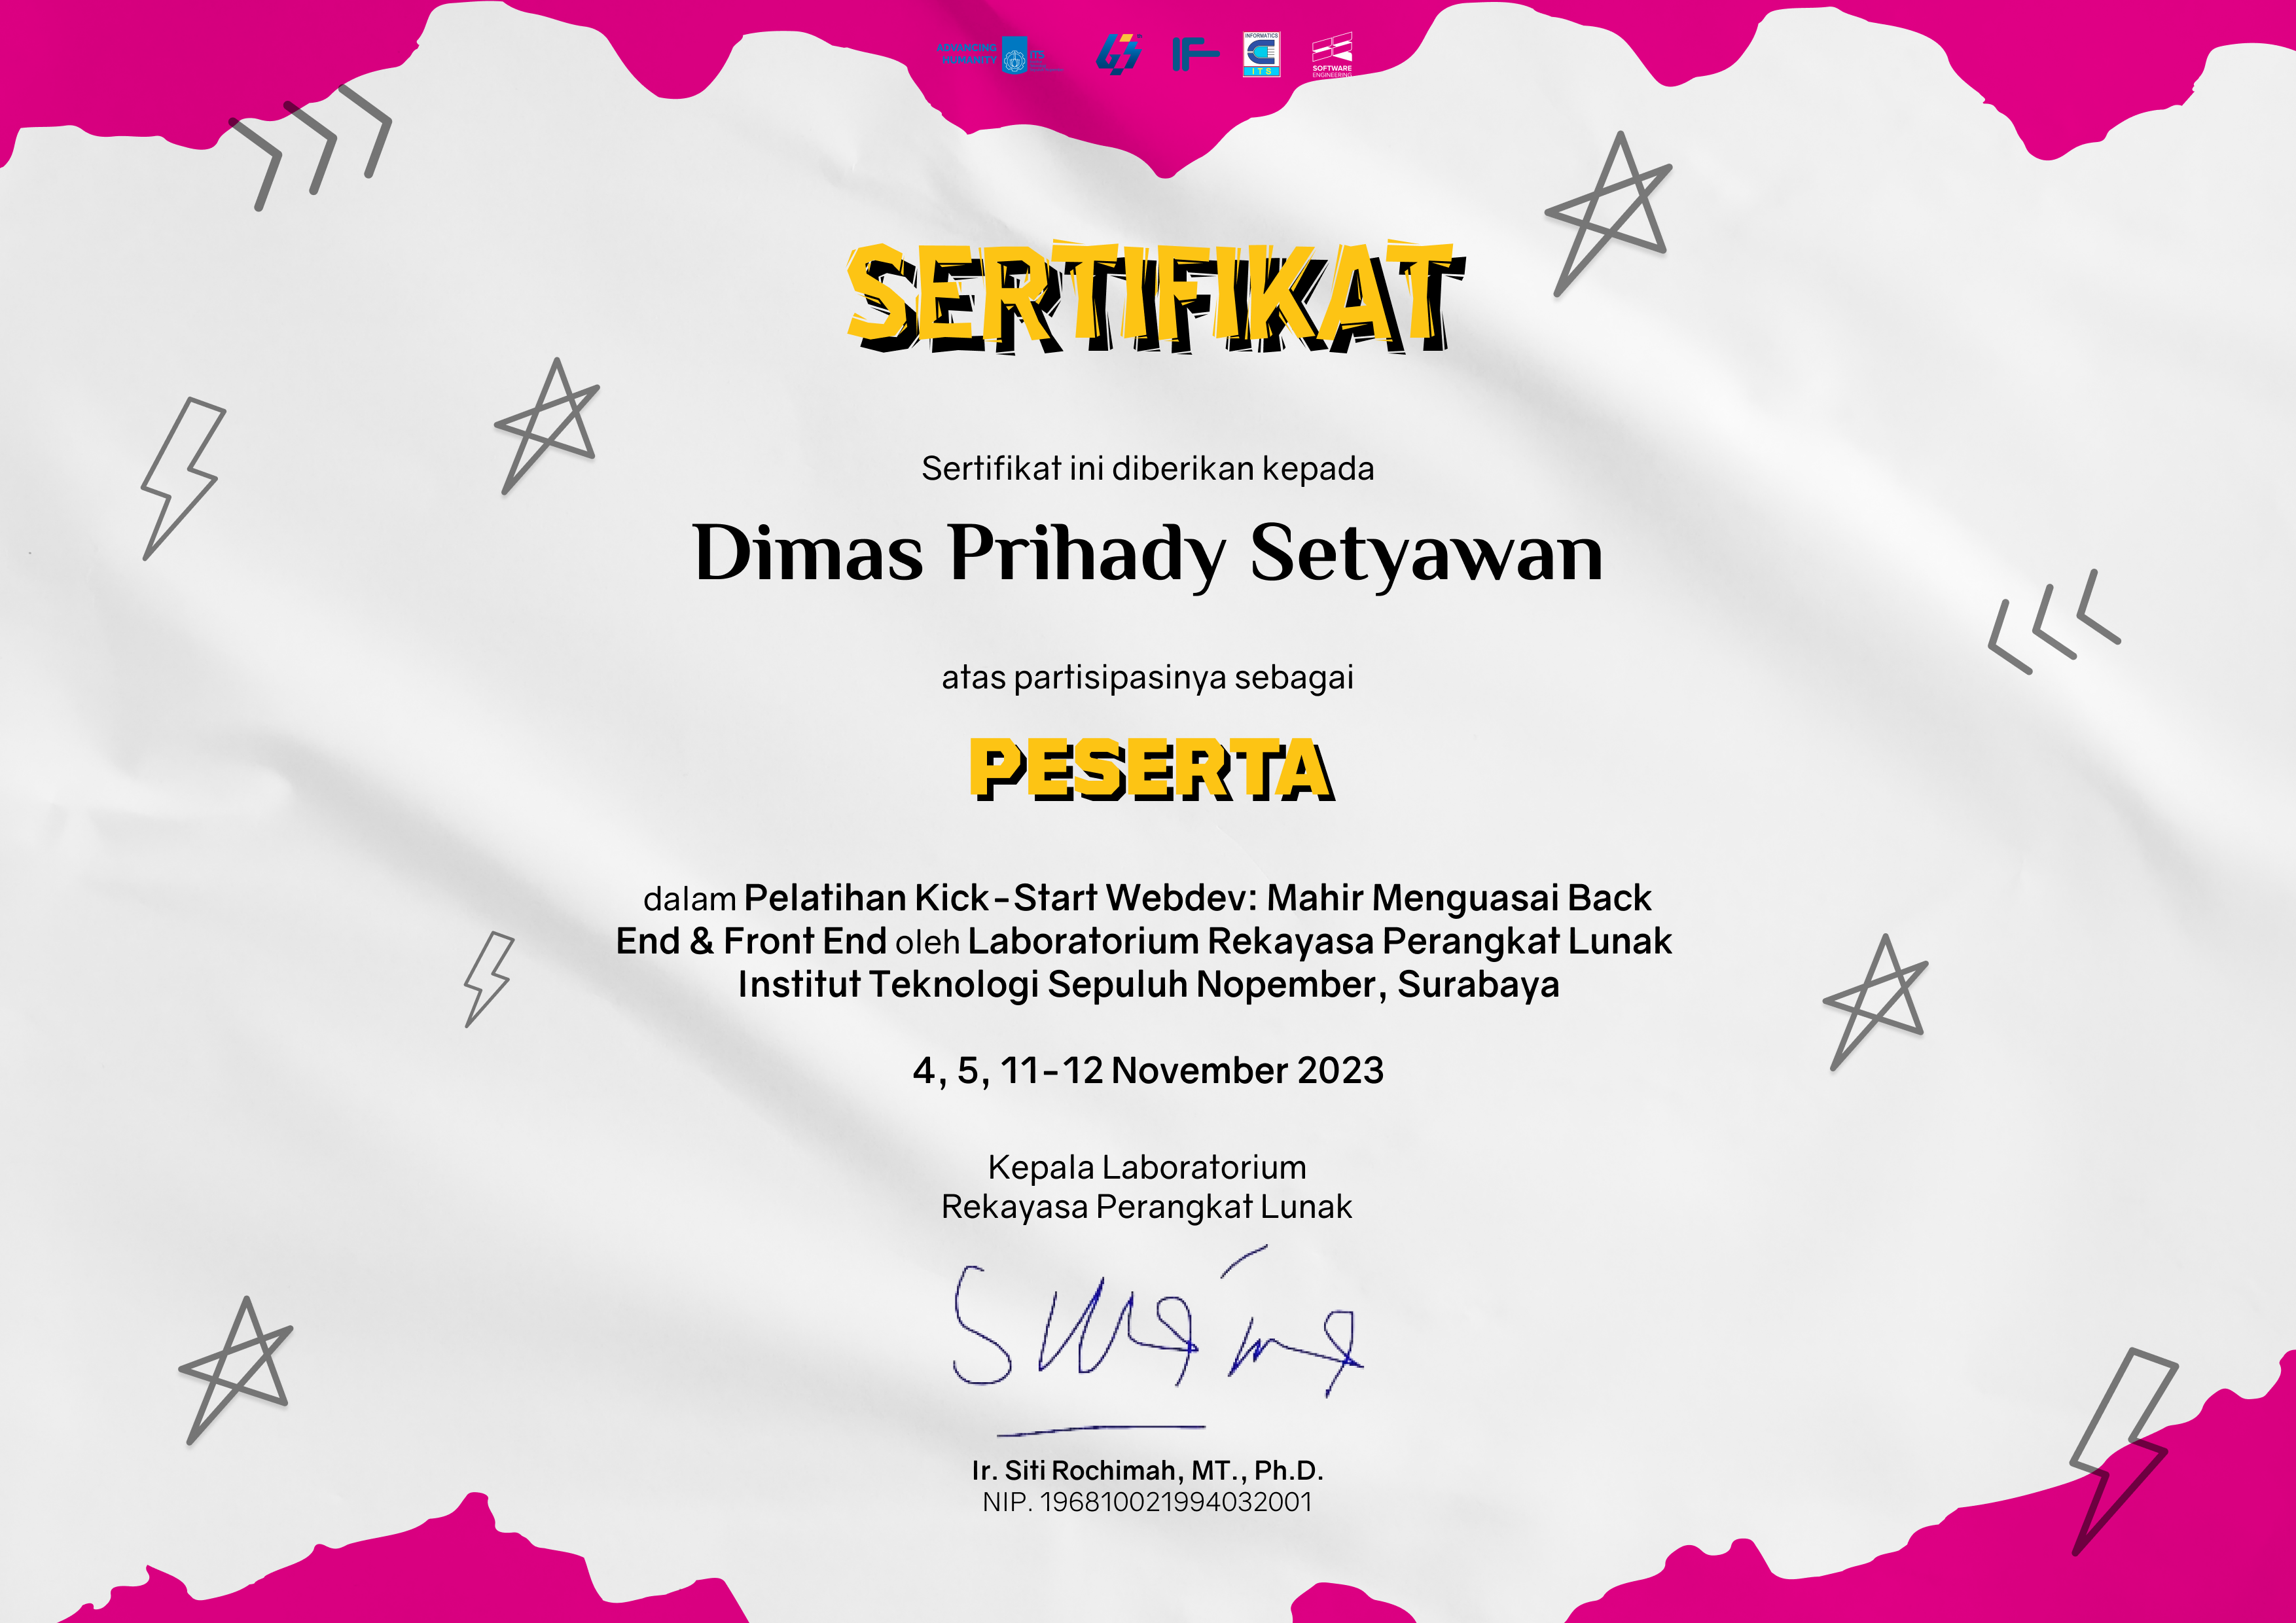 ADVANCING
HUMANITY
ITS
IF
INFORMATICS
ITS
SOFTWARE
ENGINEERING
SERTIFIKAT
Sertifikat ini diberikan kepada
Dimas Prihady Setyawan
atas partisipasinya sebagai
PESERTA
dalam Pelatihan Kick-Start Webdev: Mahir Menguasai Back
End & Front End oleh Laboratorium Rekayasa Perangkat Lunak
Institut Teknologi Sepuluh Nopember, Surabaya
4, 5, 11-12 November 2023
Kepala Laboratorium
Rekayasa Perangkat Lunak
Ir. Siti Rochimah, MT., Ph.D.
NIP. 196810021994032001